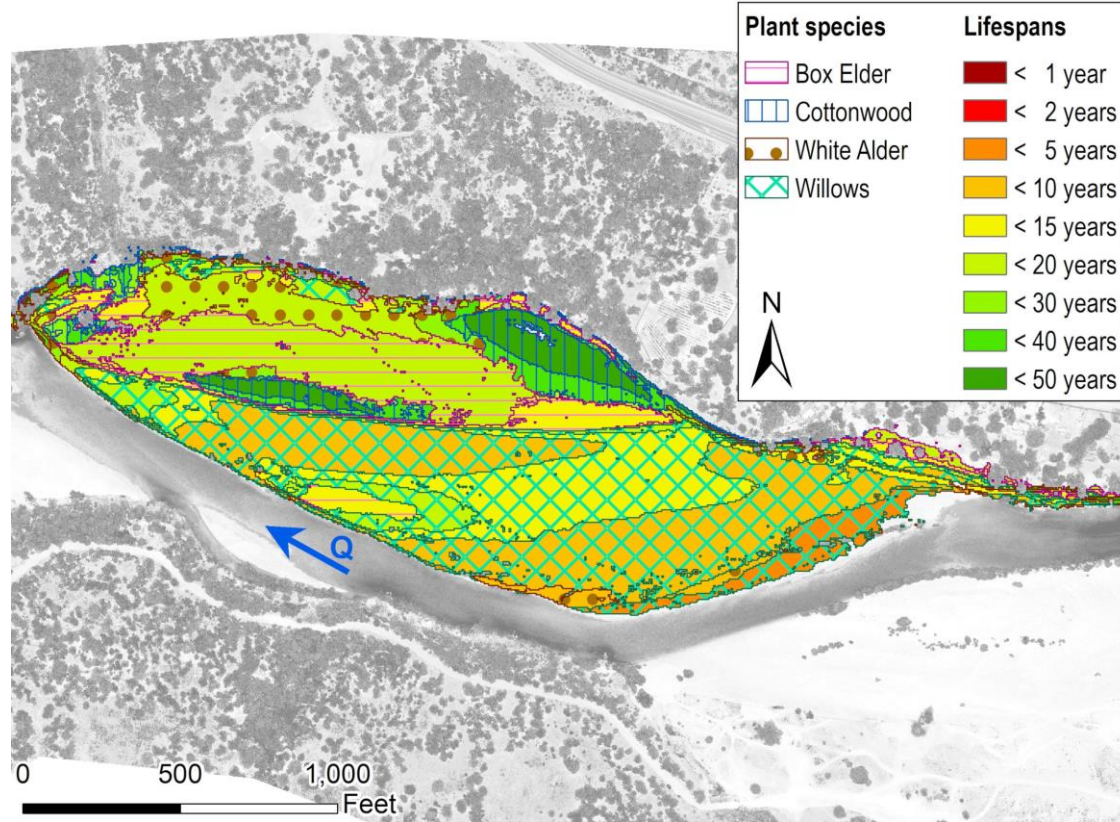 Plant species
Box Elder
Cottonwood
White Alder
Willows
Lifespans
< 1 year
< 2 years
< 5 years
< 10 years
< 15 years
< 20 years
< 30 years
< 40 years
< 50 years
N
Q
0 500 1,000
Feet